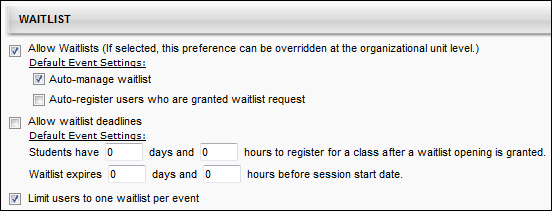 WAITLIST
Allow Waitlists (If selected, this preference can be overridden at the organizational unit level.)
Default Event Settings:
Auto-manage waitlist
Auto-register users who are granted waitlist request
Allow waitlist deadlines
Default Event Settings:
Students have 0 days and 0 hours to register for a class after a waitlist opening is granted.
Waitlist expires 0 days and 0 hours before session start date.
Limit users to one waitlist per event